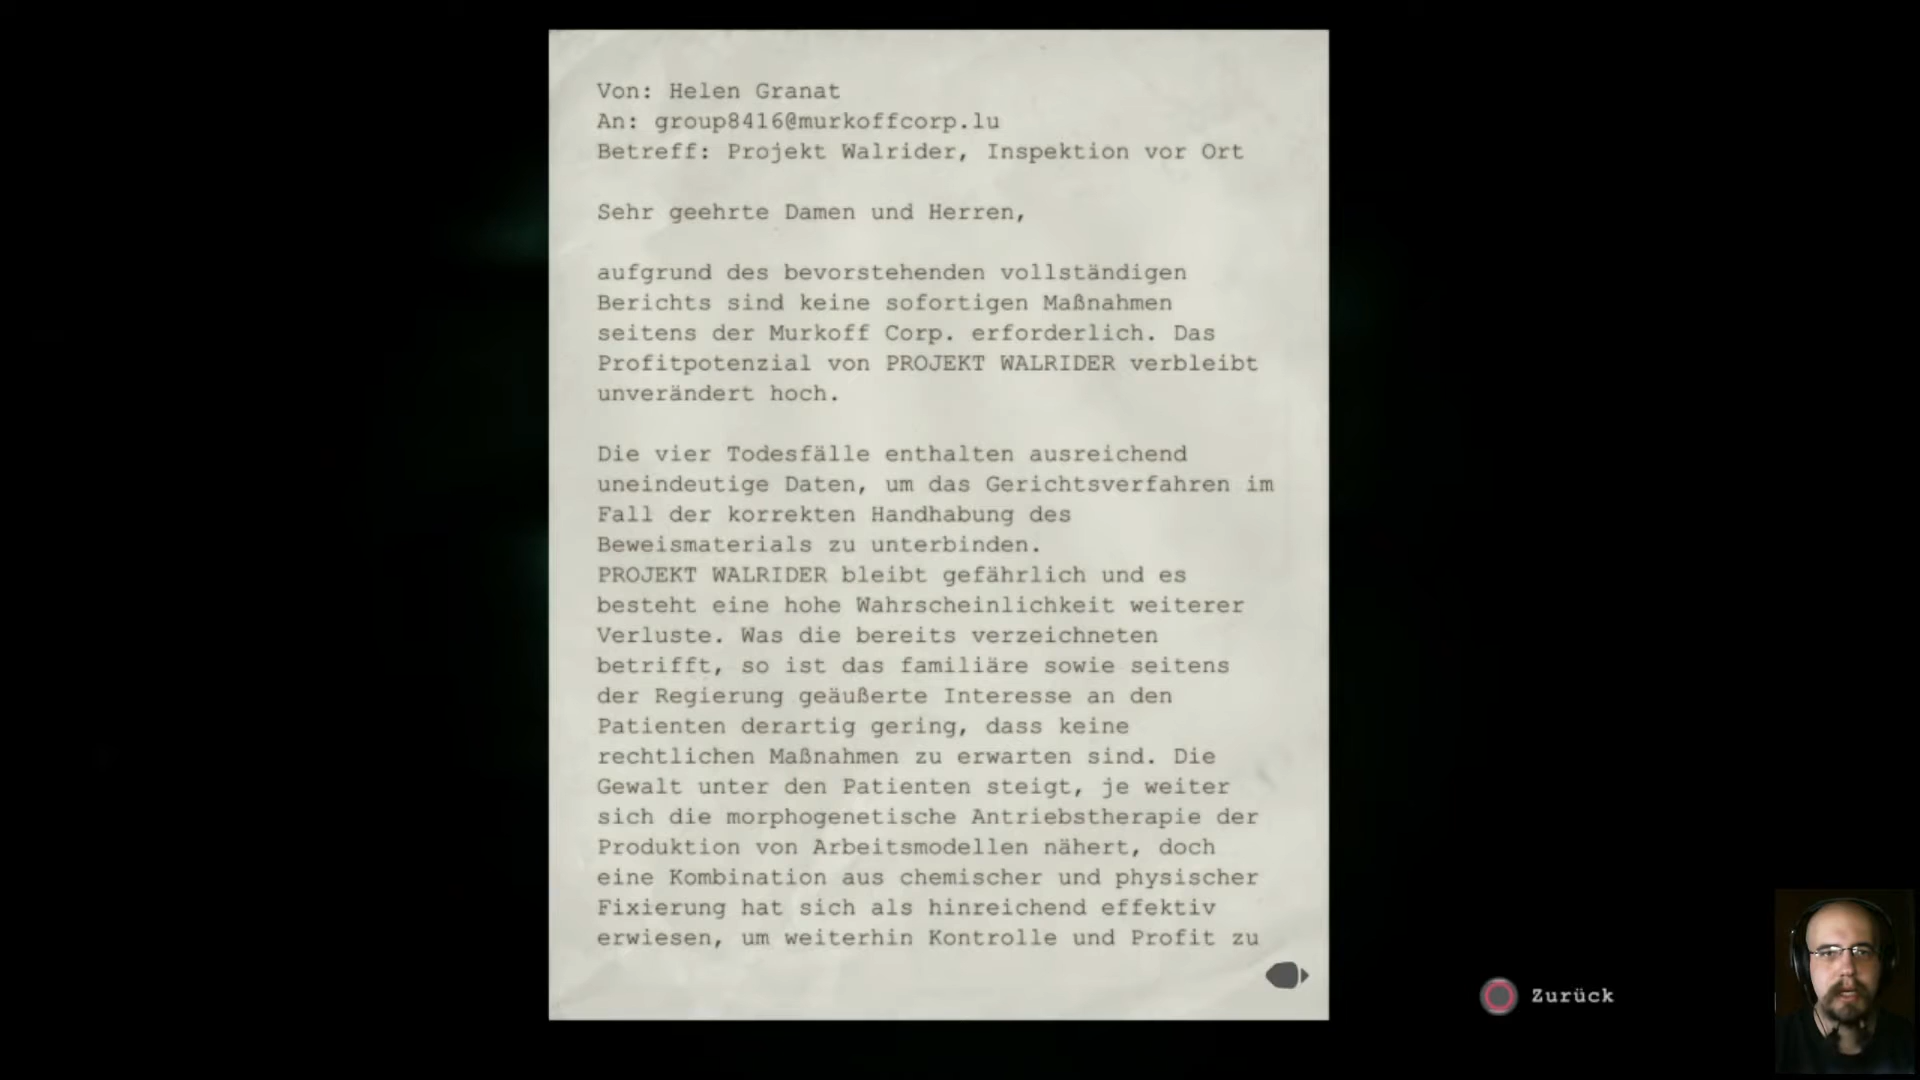 Von: Helen Granat
An: group8416@murkoffcorp.lu
Betreff: Projekt Walrider, Inspektion vor Ort
Sehr geehrte Damen und Herren,
aufgrund des bevorstehenden vollständigen
Berichts sind keine sofortigen Maßnahmen
seitens der Murkoff Corp. erforderlich. Das
Profitpotenzial von PROJEKT WALRIDER verbleibt
unverändert hoch.
Die vier Todesfälle enthalten ausreichend
uneindeutige Daten, um das Gerichtsverfahren im
Fall der korrekten Handhabung des
Beweismaterials zu unterbinden.
PROJEKT WALRIDER bleibt gefährlich und es
besteht eine hohe Wahrscheinlichkeit weiterer
Verluste. Was die bereits verzeichneten
betrifft, so ist das familiäre sowie seitens
der Regierung geäußerte Interesse an den
Patienten derartig gering, dass keine
rechtlichen Maßnahmen zu erwarten sind. Die
Gewalt unter den Patienten steigt, je weiter
sich die morphogenetische Antriebstherapie der
Produktion von Arbeitsmodellen nähert, doch
eine Kombination aus chemischer und physischer
Fixierung hat sich als hinreichend effektiv
erwiesen, um weiterhin Kontrolle und Profit zu
Zurück